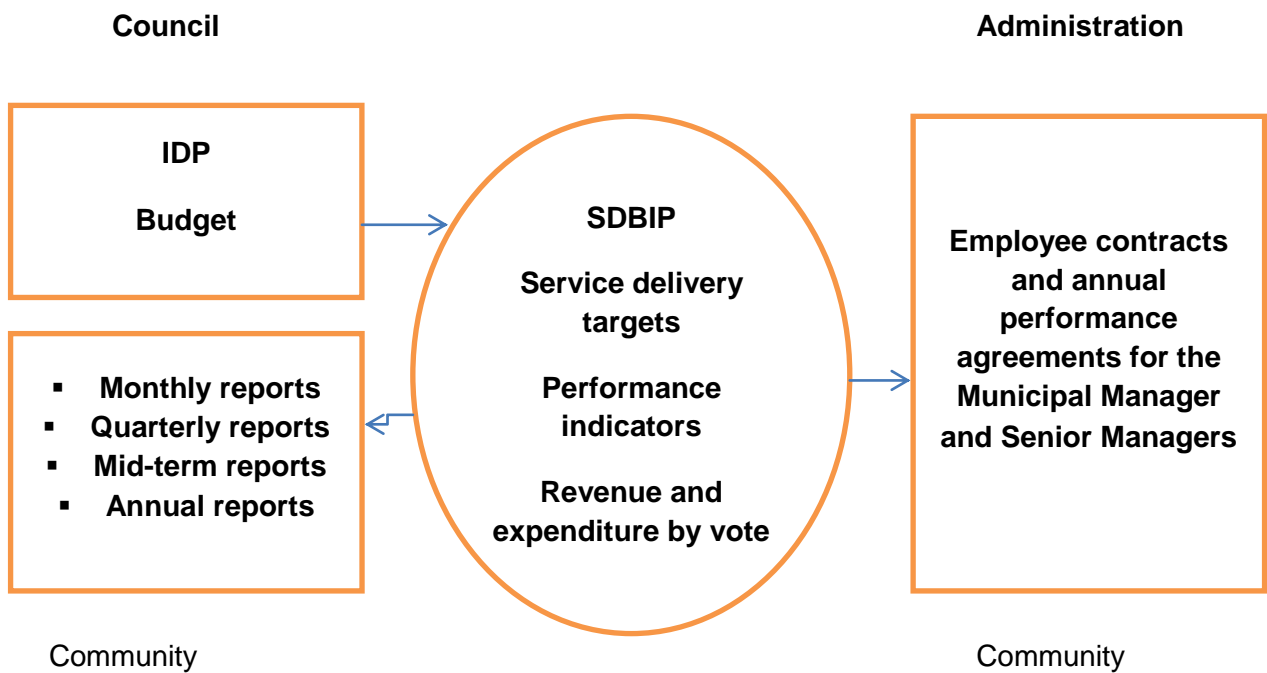 Council
Administration
IDP
Budget
▪ Monthly reports
▪ Quarterly reports
▪ Mid-term reports
▪ Annual reports
SDBIP
Service delivery
targets
Performance
indicators
Revenue and
expenditure by vote
Employee contracts
and annual
performance
agreements for the
Municipal Manager
and Senior Managers
Community
Community